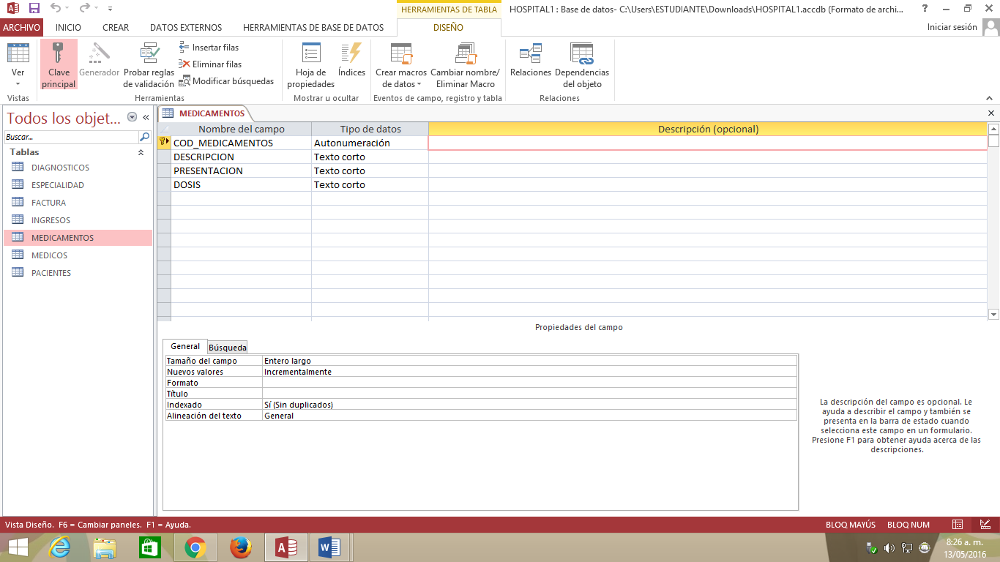 HERRAMIENTAS DE TABLA
HOSPITAL1 : Base de datos- C:\Users\ESTUDIANTE\Downloads\HOSPITAL1.accdb (Formato de archi...
ARCHIVO INICIO CREAR DATOS EXTERNOS HERRAMIENTAS DE BASE DE DATOS DISEÑO Iniciar sesión
Ver
Vistas
Clave principal
Generador
Probar reglas de validación
Insertar filas
Eliminar filas
Modificar búsquedas
Herramientas
Hoja de propiedades
Índices
Mostrar u ocultar
Crear macros de datos
Cambiar nombre/ Eliminar Macro
Eventos de campo, registro y tabla
Relaciones
Dependencias del objeto
Relaciones
Todos los objet...
Buscar...
Tablas
DIAGNOSTICOS
ESPECIALIDAD
FACTURA
INGRESOS
MEDICAMENTOS
MEDICOS
PACIENTES
MEDICAMENTOS
Nombre del campo Tipo de datos Descripción (opcional)
COD_MEDICAMENTOS Autonumeración
DESCRIPCION Texto corto
PRESENTACION Texto corto
DOSIS Texto corto
Propiedades del campo
General Búsqueda
Tamaño del campo Entero largo
Nuevos valores Incrementalmente
Formato
Título
Indexado Sí (Sin duplicados)
Alineación del texto General
La descripción del campo es opcional. Le
ayuda a describir el campo y también se
presenta en la barra de estado cuando
selecciona este campo en un formulario.
Presione F1 para obtener ayuda acerca de las
descripciones.
Vista Diseño. F6 = Cambiar paneles. F1 = Ayuda.
BLOQ MAYÚS BLOQ NUM
8:26 a. m.
13/05/2016